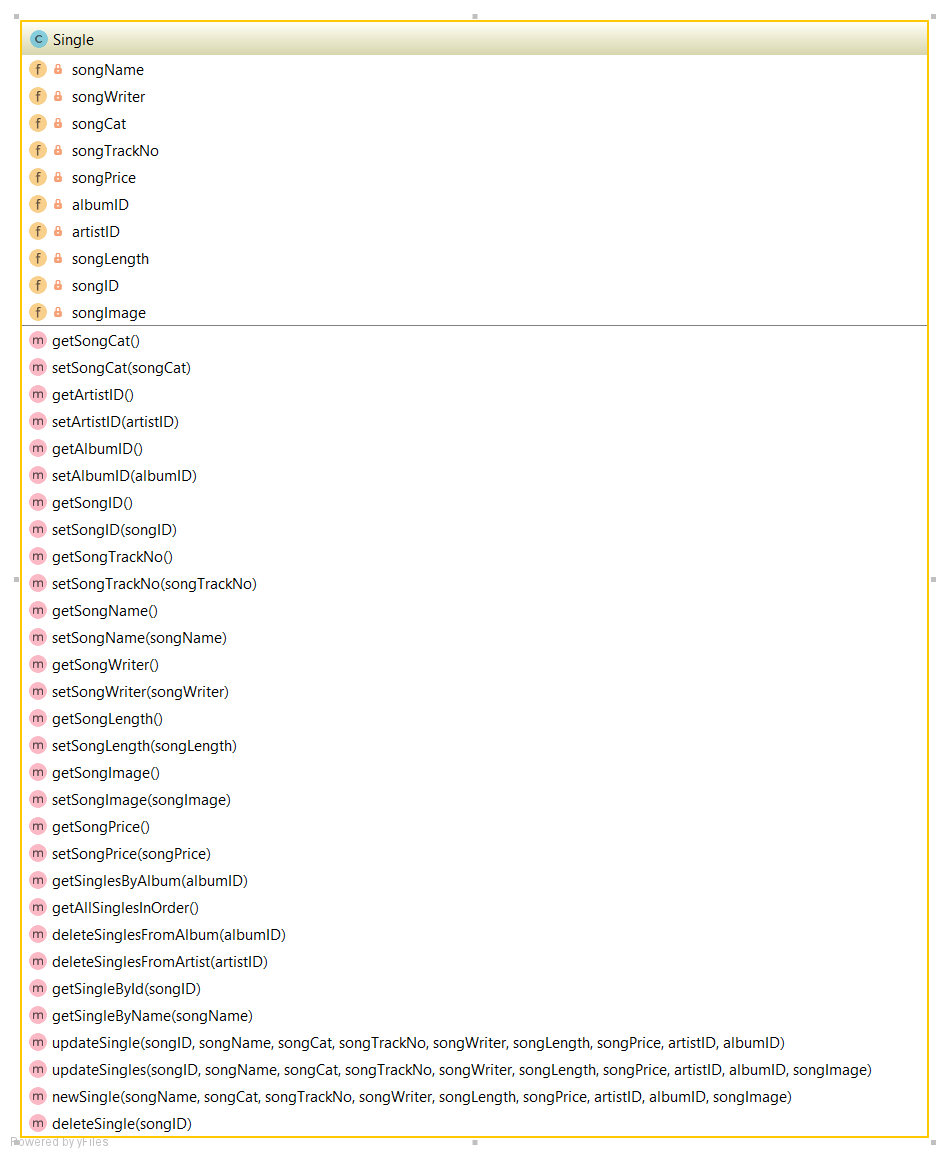 C Single
f songName
f songWriter
f songCat
f songTrackNo
f songPrice
f albumID
f artistID
f songLength
f songID
f songImage
m getSongCat()
m setSongCat(songCat)
m getArtistID()
m setArtistID(artistID)
m getAlbumID()
m setAlbumID(albumID)
m getSongID()
m setSongID(songID)
m getSongTrackNo()
m setSongTrackNo(songTrackNo)
m getSongName()
m setSongName(songName)
m getSongWriter()
m setSongWriter(songWriter)
m getSongLength()
m setSongLength(songLength)
m getSongImage()
m setSongImage(songImage)
m getSongPrice()
m setSongPrice(songPrice)
m getSinglesByAlbum(albumID)
m getAllSinglesInOrder()
m deleteSinglesFromAlbum(albumID)
m deleteSinglesFromArtist(artistID)
m getSingleById(songID)
m getSingleByName(songName)
m updateSingle(songID, songName, songCat, songTrackNo, songWriter, songLength, songPrice, artistID, albumID)
m updateSingles(songID, songName, songCat, songTrackNo, songWriter, songLength, songPrice, artistID, albumID, songImage)
m newSingle(songName, songCat, songTrackNo, songWriter, songLength, songPrice, artistID, albumID, songImage)
m deleteSingle(songID)
Powered by yFiles